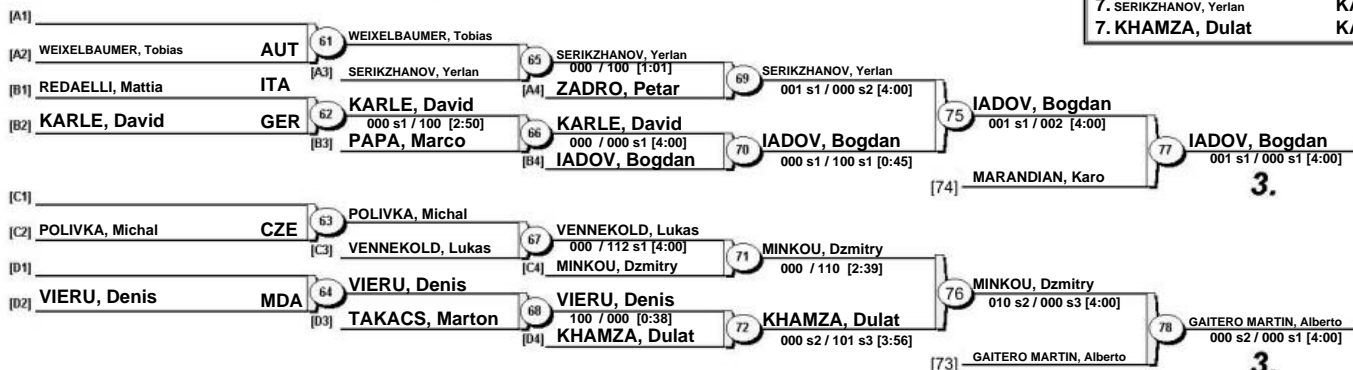 7. SERIKZHANOV, Yerlan KA
7. KHAMZA, Dulat KA
[A1]
[A2] WEIXELBAUMER, Tobias AUT
61 WEIXELBAUMER, Tobias
[A3] SERIKZHANOV, Yerlan
[B1] REDAELLI, Mattia ITA
[B2] KARLE, David GER
62 KARLE, David
000 s1 / 100 [2:50]
[B3] PAPA, Marco
65 SERIKZHANOV, Yerlan
000 / 100 [1:01]
[A4] ZADRO, Petar
66 KARLE, David
000 / 000 s1 [4:00]
[B4] IADOV, Bogdan
69 SERIKZHANOV, Yerlan
001 s1 / 000 s2 [4:00]
70 IADOV, Bogdan
000 s1 / 100 s1 [0:45]
75 IADOV, Bogdan
001 s1 / 002 [4:00]
[74] MARANDIAN, Karo
77 IADOV, Bogdan
001 s1 / 000 s1 [4:00]
3.
[C1]
[C2] POLIVKA, Michal CZE
63 POLIVKA, Michal
[C3] VENNEKOLD, Lukas
[D1]
[D2] VIERU, Denis MDA
64 VIERU, Denis
[D3] TAKACS, Marton
67 VENNEKOLD, Lukas
000 / 112 s1 [4:00]
[C4] MINKOU, Dzmitry
68 VIERU, Denis
100 / 000 [0:38]
[D4] KHAMZA, Dulat
71 MINKOU, Dzmitry
000 / 110 [2:39]
72 KHAMZA, Dulat
000 s2 / 101 s3 [3:56]
76 MINKOU, Dzmitry
010 s2 / 000 s3 [4:00]
[73] GAITERO MARTIN, Alberto
78 GAITERO MARTIN, Alberto
000 s2 / 000 s1 [4:00]
3.